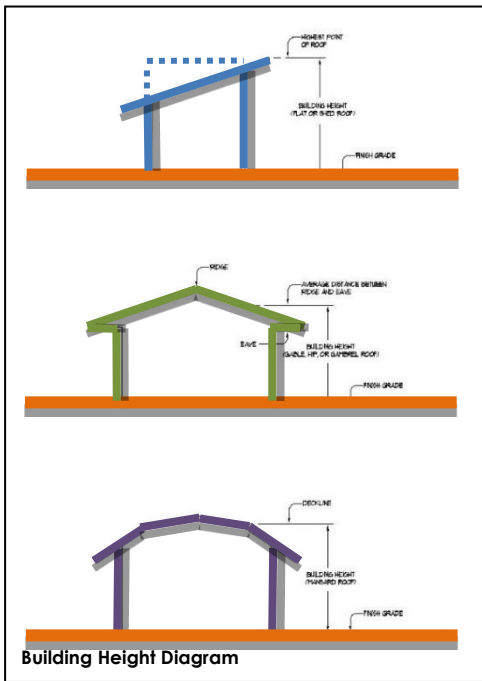 HIGHEST POINT
OF ROOF
BUILDING HEIGHT
(FLAT OR SHED ROOF)
FINISH GRADE
RIDGE
AVERAGE DISTANCE BETWEEN
RIDGE AND EAVE
EAVE
BUILDING HEIGHT
(GABLE, HIP, OR GAMBREL ROOF)
FINISH GRADE
DECKLINE
BUILDING HEIGHT
(MANSARD ROOF)
FINISH GRADE
Building Height Diagram